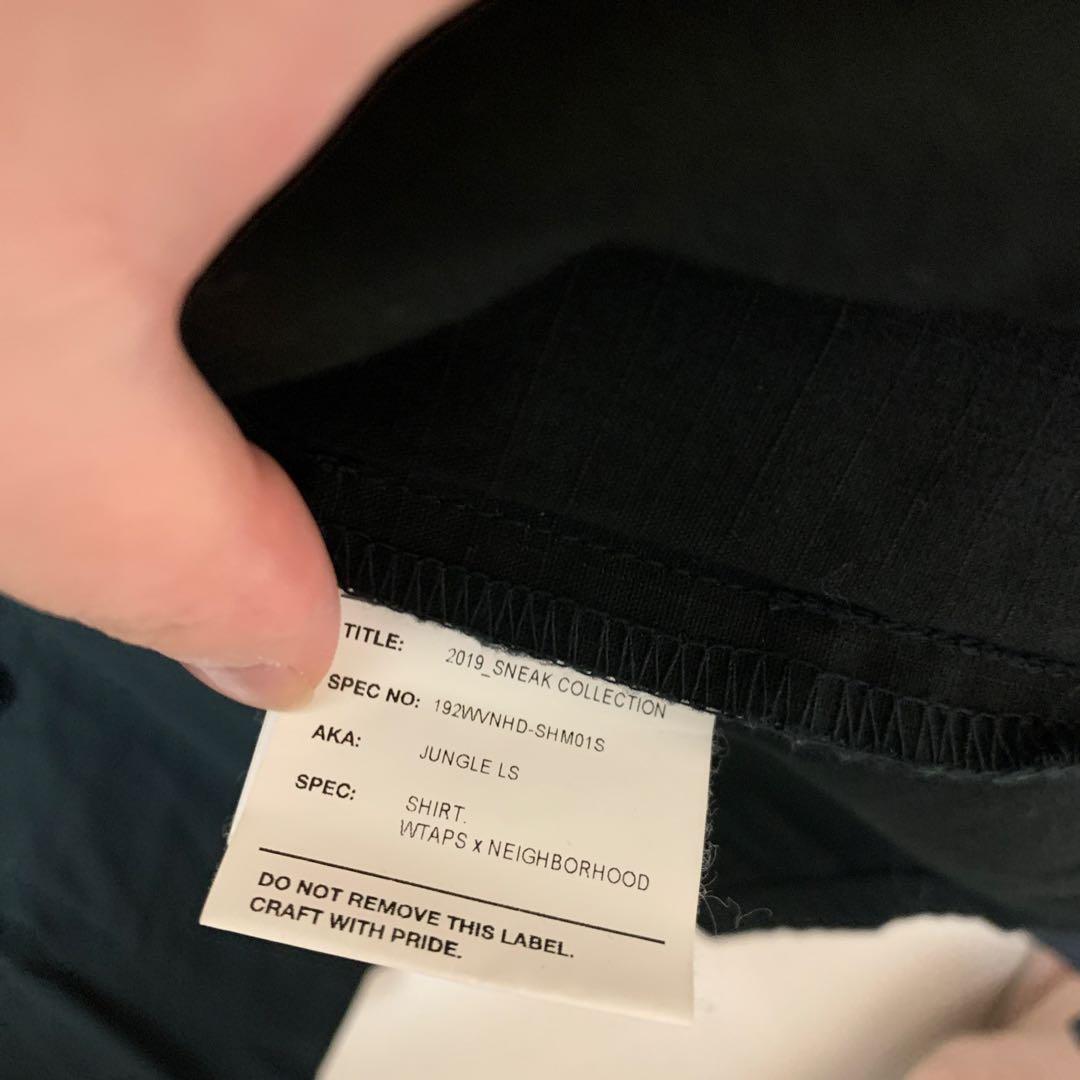 TITLE: 2019_SNEAK COLLECTION
SPEC NO: 192WVNHD-SHM01S
AKA: JUNGLE LS
SPEC: SHIRT.
WTAPS x NEIGHBORHOOD
DO NOT REMOVE THIS LABEL.
CRAFT WITH PRIDE.